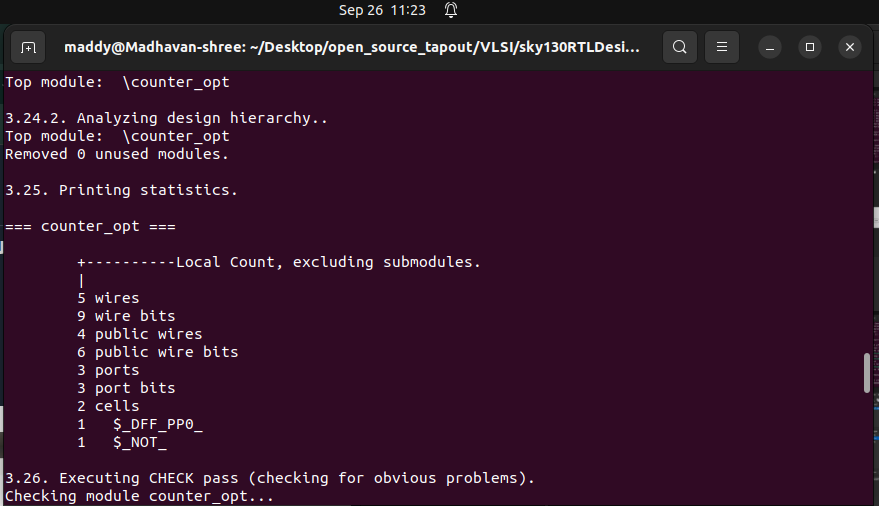 Sep 26 11:23
maddy@Madhavan-shree: ~/Desktop/open_source_tapout/VLSI/sky130RTLDesi...
Top module:  \counter_opt
3.24.2. Analyzing design hierarchy..
Top module:  \counter_opt
Removed 0 unused modules.
3.25. Printing statistics.
=== counter_opt ===
        +----------Local Count, excluding submodules.
        |
        5 wires
        9 wire bits
        4 public wires
        6 public wire bits
        3 ports
        3 port bits
        2 cells
        1   $_DFF_PP0_
        1   $_NOT_
3.26. Executing CHECK pass (checking for obvious problems).
Checking module counter_opt...